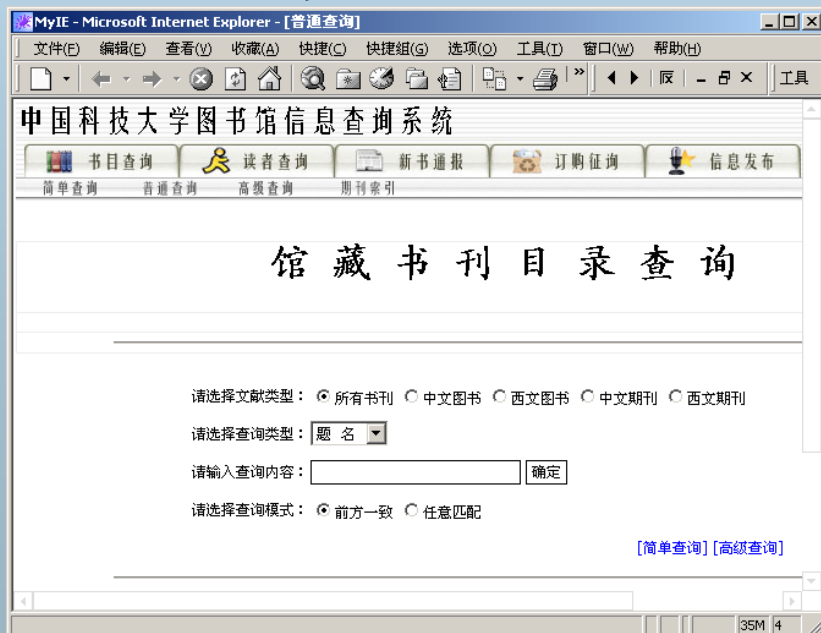 MyIE - Microsoft Internet Explorer - [普通查询]
文件(F) 编辑(E) 查看(V) 收藏(A) 快捷(C) 快捷组(G) 选项(O) 工具(T) 窗口(W) 帮助(H)
工具
中国科技大学图书馆信息查询系统
书目查询 读者查询 新书通报 订购征询 信息发布
简单查询 普通查询 高级查询 期刊索引
馆藏书刊目录查询
请选择文献类型： 所有书刊 中文图书 西文图书 中文期刊 西文期刊
请选择查询类型： 题 名
请输入查询内容： 确定
请选择查询模式： 前方一致 任意匹配
[简单查询] [高级查询]
35M 4